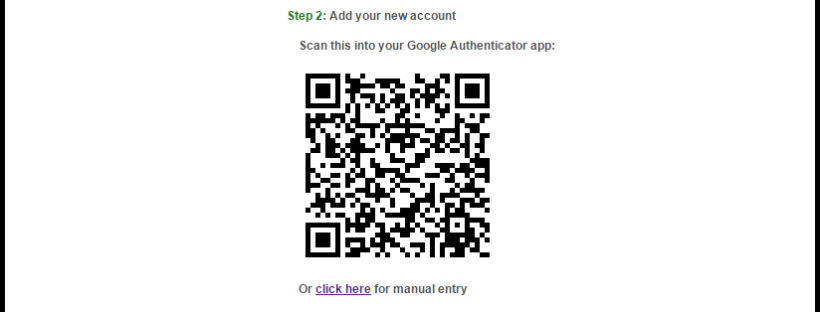 Step 2: Add your new account
Scan this into your Google Authenticator app:
Or click here for manual entry